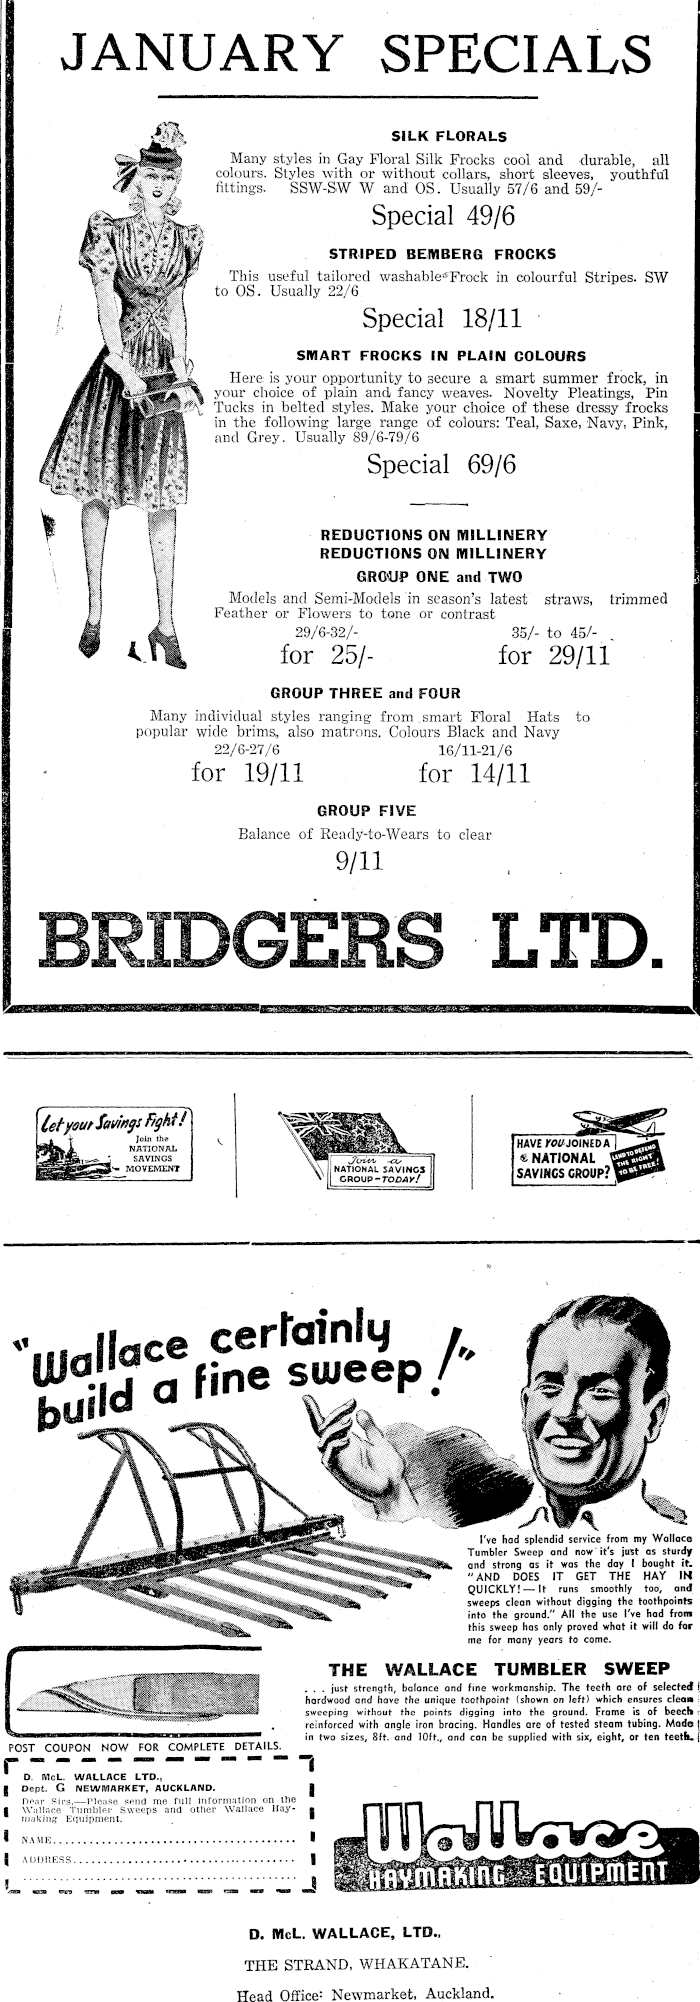 JANUARY SPECIALS
SILK FLORALS
Many styles in Gay Floral Silk Frocks cool and durable, all
colours. Styles with or without collars, short sleeves, youthful
fittings. SSW-SW W and OS. Usually 57/6 and 59/-
Special 49/6
STRIPED BEMBERG FROCKS
This useful tailored washable Frock in colourful Stripes. SW
to OS. Usually 22/6
Special 18/11
SMART FROCKS IN PLAIN COLOURS
Here is your opportunity to secure a smart summer frock, in
your choice of plain and fancy weaves. Novelty Pleatings, Pin
Tucks in belted styles. Make your choice of these dressy frocks
in the following large range of colours: Teal, Saxe, Navy, Pink,
and Grey. Usually 89/6-79/6
Special 69/6
REDUCTIONS ON MILLINERY
REDUCTIONS ON MILLINERY
GROUP ONE and TWO
Models and Semi-Models in season's latest straws, trimmed
Feather or Flowers to tone or contrast
29/6-32/- 35/- to 45/-
for 25/- for 29/11
GROUP THREE and FOUR
Many individual styles ranging from smart Floral Hats to
popular wide brims, also matrons. Colours Black and Navy
22/6-27/6 16/11-21/6
for 19/11 for 14/11
GROUP FIVE
Balance of Ready-to-Wears to clear
9/11
BRIDGERS LTD.
Let your Savings Fight!
Join the
NATIONAL
SAVINGS
MOVEMENT
Join a
NATIONAL SAVINGS
GROUP-TODAY!
HAVE YOU JOINED A
NATIONAL
SAVINGS GROUP?
LEND TO DEFEND
THE RIGHT
TO BE FREE!
"Wallace certainly
build a fine sweep!"
I've had splendid service from my Wallace
Tumbler Sweep and now it's just as sturdy
and strong as it was the day I bought it.
"AND DOES IT GET THE HAY IN
QUICKLY!—It runs smoothly too, and
sweeps clean without digging the toothpoints
into the ground." All the use I've had from
this sweep has only proved what it will do for
me for many years to come.
THE WALLACE TUMBLER SWEEP
. . . just strength, balance and fine workmanship. The teeth are of selected
hardwood and have the unique toothpoint (shown on left) which ensures clean
sweeping without the points digging into the ground. Frame is of beech
reinforced with angle iron bracing. Handles are of tested steam tubing. Made
in two sizes, 8ft. and 10ft., and can be supplied with six, eight, or ten teeth.
POST COUPON NOW FOR COMPLETE DETAILS.
D. McL. WALLACE LTD.,
Dept. G NEWMARKET, AUCKLAND.
Dear Sirs,—Please send me full information on the
Wallace Tumbler Sweeps and other Wallace Hay-
making Equipment.
NAME
ADDRESS
Wallace
HAYMAKING EQUIPMENT
D. McL. WALLACE, LTD.,
THE STRAND, WHAKATANE.
Head Office: Newmarket, Auckland.